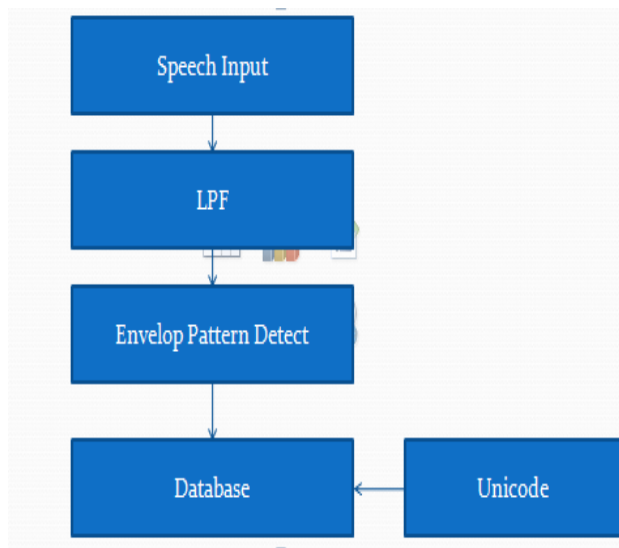 Speech Input
LPF
Envelop Pattern Detect
Database
Unicode